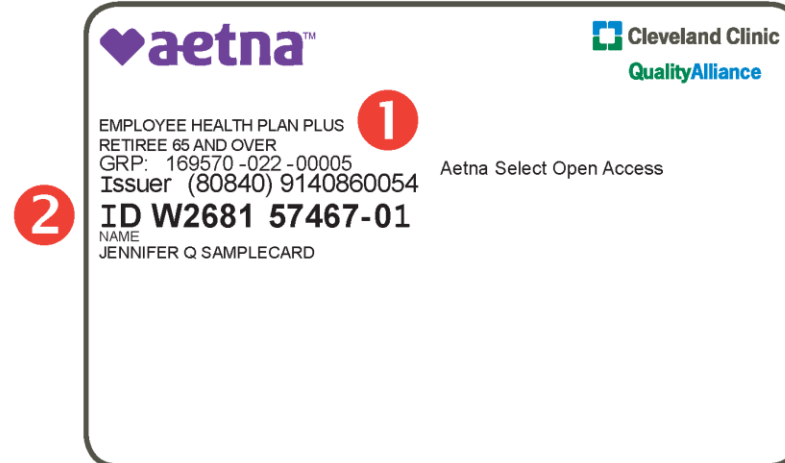 aetna™
Cleveland Clinic
QualityAlliance
1
EMPLOYEE HEALTH PLAN PLUS
RETIREE 65 AND OVER
GRP: 169570 -022 -00005
Aetna Select Open Access
Issuer (80840) 9140860054
2
ID W2681 57467-01
NAME
JENNIFER Q SAMPLECARD